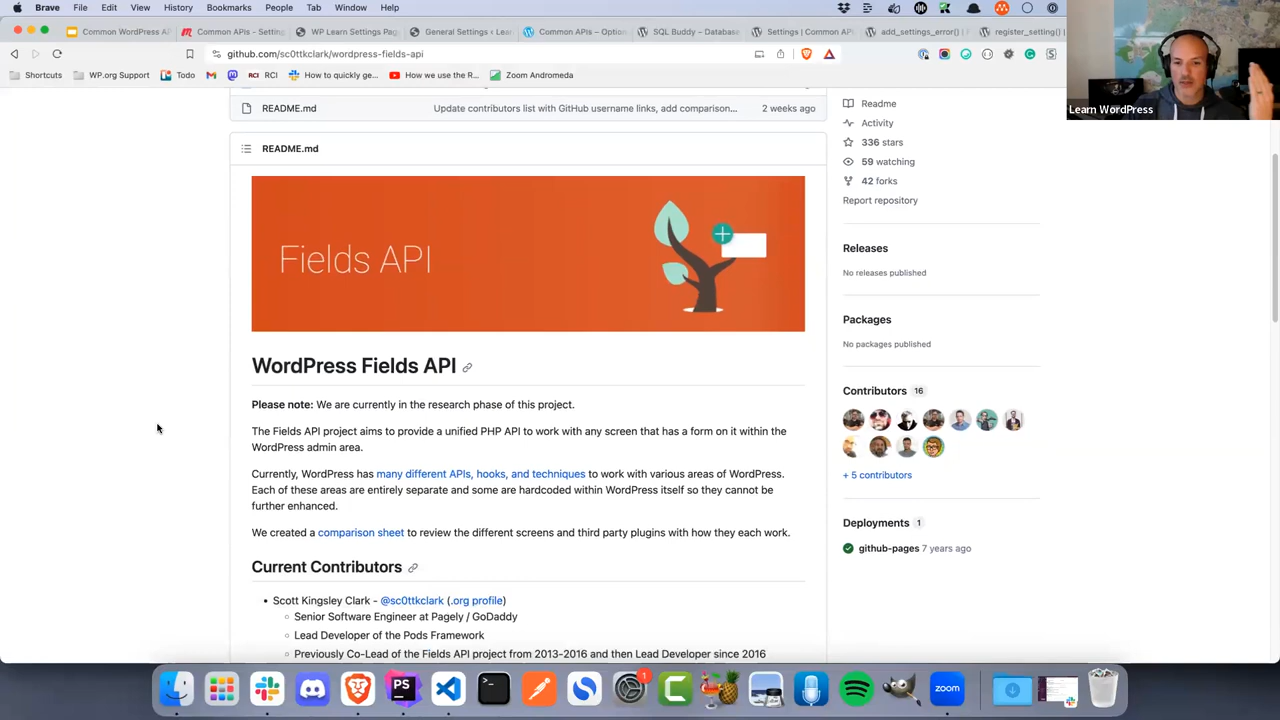 Brave File Edit View History Bookmarks People Tab Window Help
Common WordPress A Common APIs - Setting WP Learn Settings Pag General Settings ‹ Lear Common APIs – Option SQL Buddy – Database Settings | Common APIs add_settings_error() | F register_setting() |
github.com/sc0ttkclark/wordpress-fields-api
Shortcuts WP.org Support Todo RCI RCI How to quickly ge... How we use the R... Zoom Andromeda
Learn WordPress
README.md Update contributors list with GitHub username links, add comparison... 2 weeks ago
README.md
Fields API
WordPress Fields API
Please note: We are currently in the research phase of this project.
The Fields API project aims to provide a unified PHP API to work with any screen that has a form on it within the
WordPress admin area.
Currently, WordPress has many different APIs, hooks, and techniques to work with various areas of WordPress.
Each of these areas are entirely separate and some are hardcoded within WordPress itself so they cannot be
further enhanced.
We created a comparison sheet to review the different screens and third party plugins with how they each work.
Current Contributors
• Scott Kingsley Clark - @sc0ttkclark (.org profile)
Senior Software Engineer at Pagely / GoDaddy
Lead Developer of the Pods Framework
Previously Co-Lead of the Fields API project from 2013-2016 and then Lead Developer since 2016
Readme
Activity
336 stars
59 watching
42 forks
Report repository
Releases
No releases published
Packages
No packages published
Contributors 16
+ 5 contributors
Deployments 1
github-pages 7 years ago
PS
1
zoom